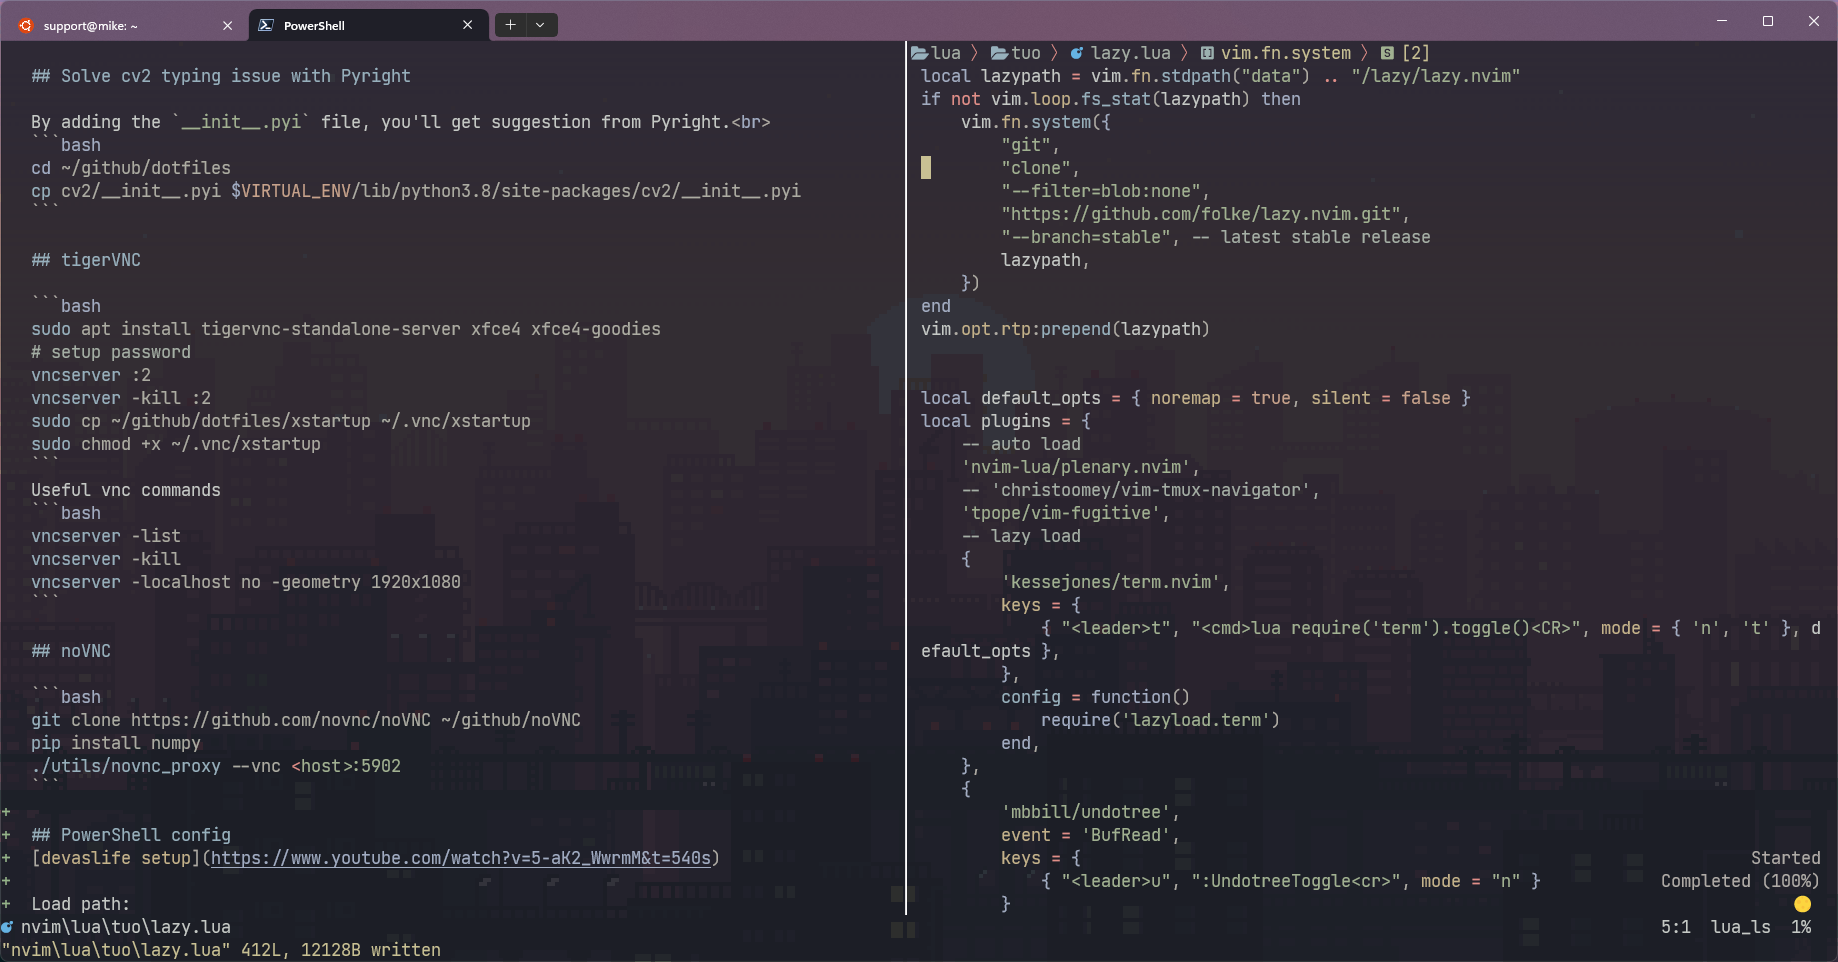 support@mike: ~
PowerShell
## Solve cv2 typing issue with Pyright
By adding the `__init__.pyi` file, you'll get suggestion from Pyright.<br>
```bash
cd ~/github/dotfiles
cp cv2/__init__.pyi $VIRTUAL_ENV/lib/python3.8/site-packages/cv2/__init__.pyi
```
## tigerVNC
```bash
sudo apt install tigervnc-standalone-server xfce4 xfce4-goodies
# setup password
vncserver :2
vncserver -kill :2
sudo cp ~/github/dotfiles/xstartup ~/.vnc/xstartup
sudo chmod +x ~/.vnc/xstartup
```
Useful vnc commands
```bash
vncserver -list
vncserver -kill
vncserver -localhost no -geometry 1920x1080
```
## noVNC
```bash
git clone https://github.com/novnc/noVNC ~/github/noVNC
pip install numpy
./utils/novnc_proxy --vnc <host>:5902
```
+
+ ## PowerShell config
+ [devaslife setup](https://www.youtube.com/watch?v=5-aK2_WwrmM&t=540s)
+
+ Load path:
lua 〉 tuo 〉 lazy.lua 〉 vim.fn.system 〉 S [2]
local lazypath = vim.fn.stdpath("data") .. "/lazy/lazy.nvim"
if not vim.loop.fs_stat(lazypath) then
vim.fn.system({
"git",
"clone",
"--filter=blob:none",
"https://github.com/folke/lazy.nvim.git",
"--branch=stable", -- latest stable release
lazypath,
})
end
vim.opt.rtp:prepend(lazypath)
local default_opts = { noremap = true, silent = false }
local plugins = {
-- auto load
'nvim-lua/plenary.nvim',
-- 'christoomey/vim-tmux-navigator',
'tpope/vim-fugitive',
-- lazy load
{
'kessejones/term.nvim',
keys = {
{ "<leader>t", "<cmd>lua require('term').toggle()<CR>", mode = { 'n', 't' }, d
efault_opts },
},
config = function()
require('lazyload.term')
end,
},
{
'mbbill/undotree',
event = 'BufRead',
keys = {
{ "<leader>u", ":UndotreeToggle<cr>", mode = "n" }
}
Started
Completed (100%)
nvim\lua\tuo\lazy.lua
5:1 lua_ls 1%
"nvim\lua\tuo\lazy.lua" 412L, 12128B written